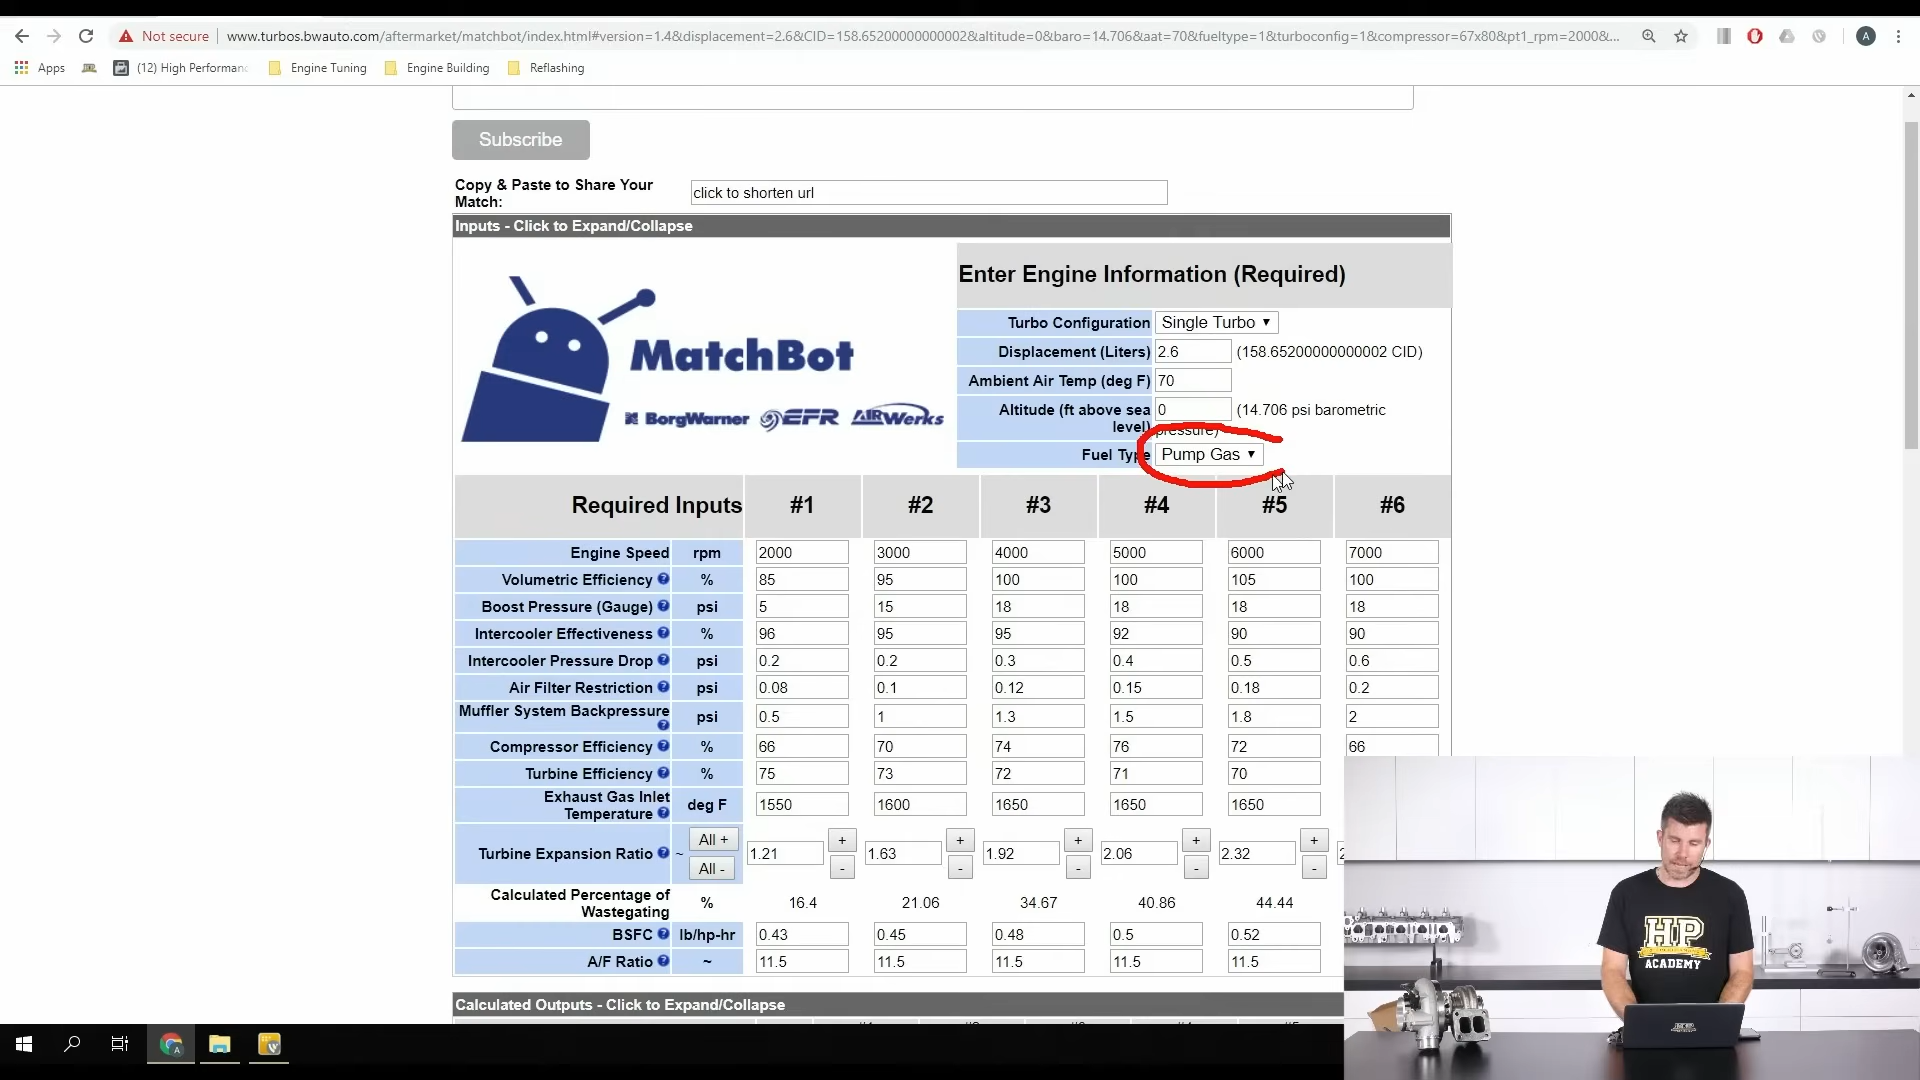 Not secure | www.turbos.bwauto.com/aftermarket/matchbot/index.html#version=1.4&displacement=2.6&CID=158.65200000000002&altitude=0&baro=14.706&aat=70&fueltype=1&turboconfig=1&compressor=67x80&pt1_rpm=2000&... A
Apps (12) High Performan Engine Tuning Engine Building Reflashing
Subscribe
Copy & Paste to Share Your Match: click to shorten url
Inputs - Click to Expand/Collapse
MatchBot
BorgWarner EFR AiRWerks
Enter Engine Information (Required)
Turbo Configuration Single Turbo
Displacement (Liters) 2.6 (158.65200000000002 CID)
Ambient Air Temp (deg F) 70
Altitude (ft above sea level) 0 (14.706 psi barometric pressure)
Fuel Type Pump Gas
Required Inputs #1 #2 #3 #4 #5 #6
Engine Speed rpm 2000 3000 4000 5000 6000 7000
Volumetric Efficiency ? % 85 95 100 100 105 100
Boost Pressure (Gauge) ? psi 5 15 18 18 18 18
Intercooler Effectiveness ? % 96 95 95 92 90 90
Intercooler Pressure Drop ? psi 0.2 0.2 0.3 0.4 0.5 0.6
Air Filter Restriction ? psi 0.08 0.1 0.12 0.15 0.18 0.2
Muffler System Backpressure ? psi 0.5 1 1.3 1.5 1.8 2
Compressor Efficiency ? % 66 70 74 76 72 66
Turbine Efficiency ? % 75 73 72 71 70
Exhaust Gas Inlet Temperature ? deg F 1550 1600 1650 1650 1650
Turbine Expansion Ratio ? ~ All + All - 1.21 + - 1.63 + - 1.92 + - 2.06 + - 2.32 + -
Calculated Percentage of Wastegating % 16.4 21.06 34.67 40.86 44.44
BSFC ? lb/hp-hr 0.43 0.45 0.48 0.5 0.52
A/F Ratio ? ~ 11.5 11.5 11.5 11.5 11.5
Calculated Outputs - Click to Expand/Collapse
HP
ACADEMY